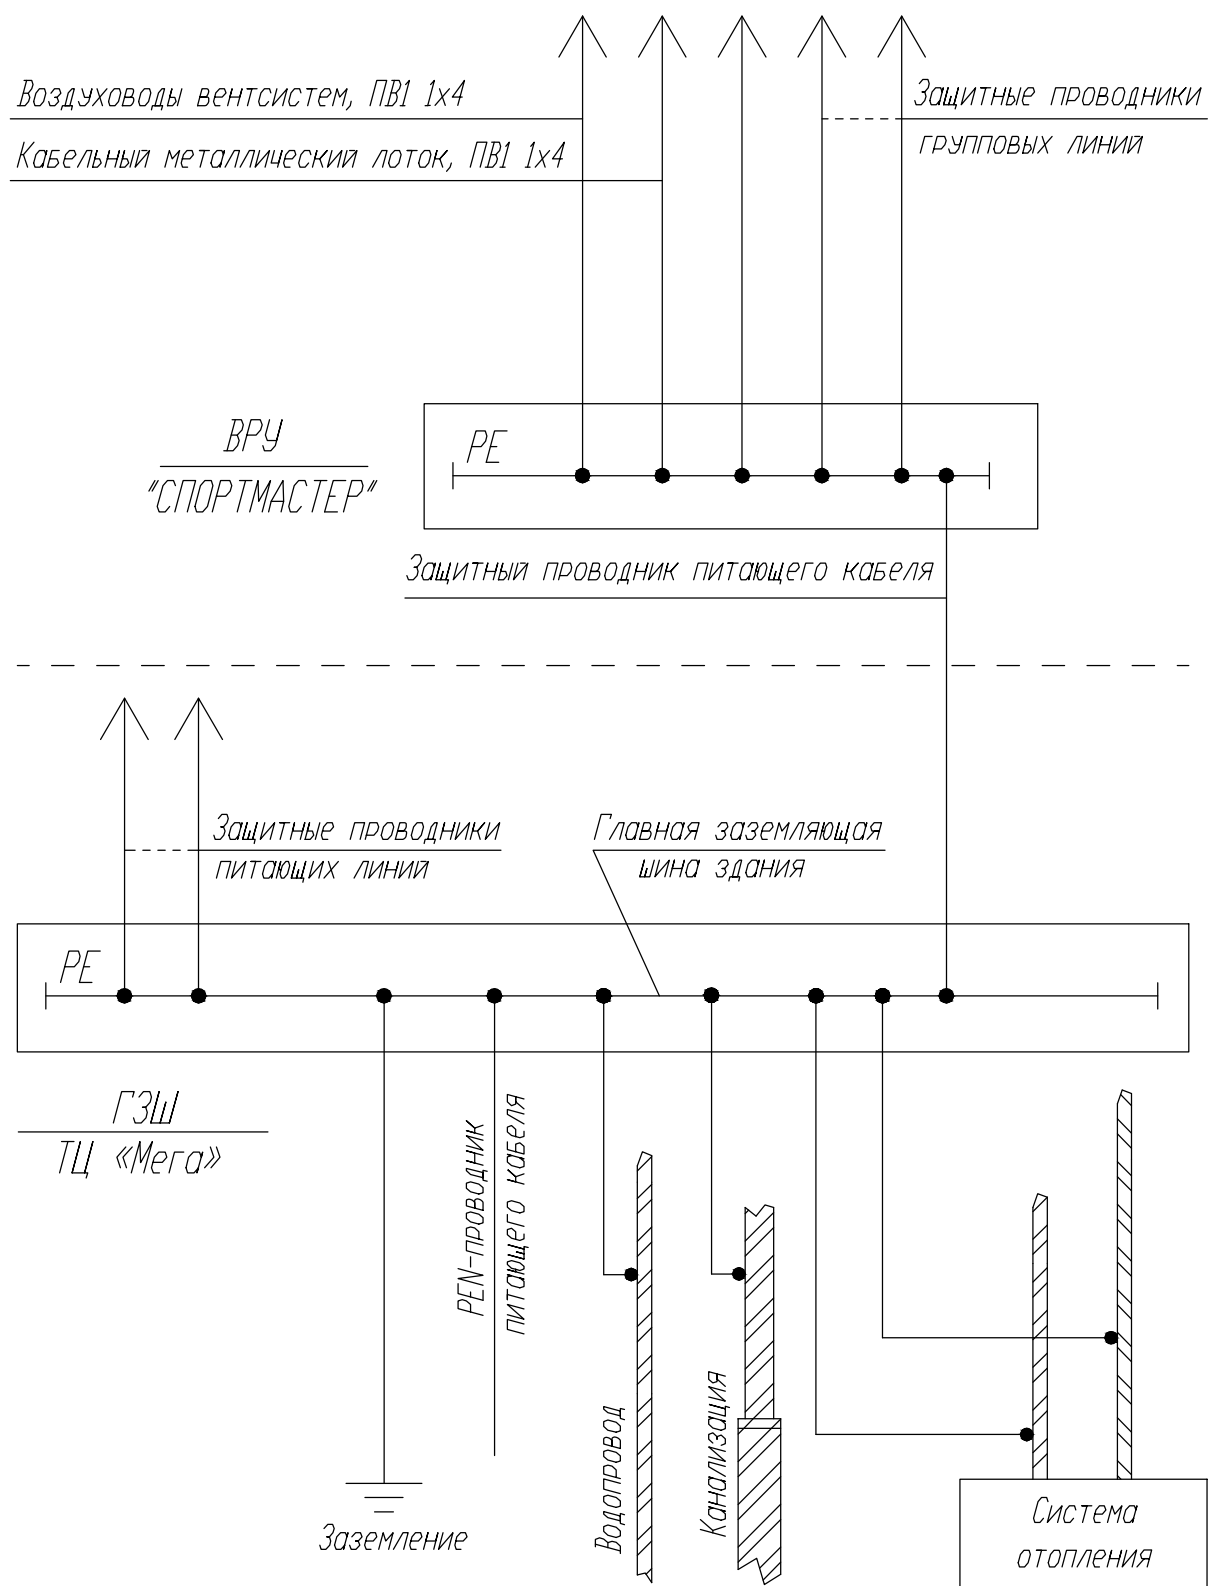 Воздуховоды вентсистем, ПВ1 1х4
Кабельный металлический лоток, ПВ1 1х4
Защитные проводники
групповых линий
ВРУ
"СПОРТМАСТЕР"
PE
Защитный проводник питающего кабеля
Защитные проводники
питающих линий
Главная заземляющая
шина здания
PE
ГЗШ
ТЦ «Мега»
PEN-проводник
питающего кабеля
Водопровод
Канализация
Заземление
Система
отопления